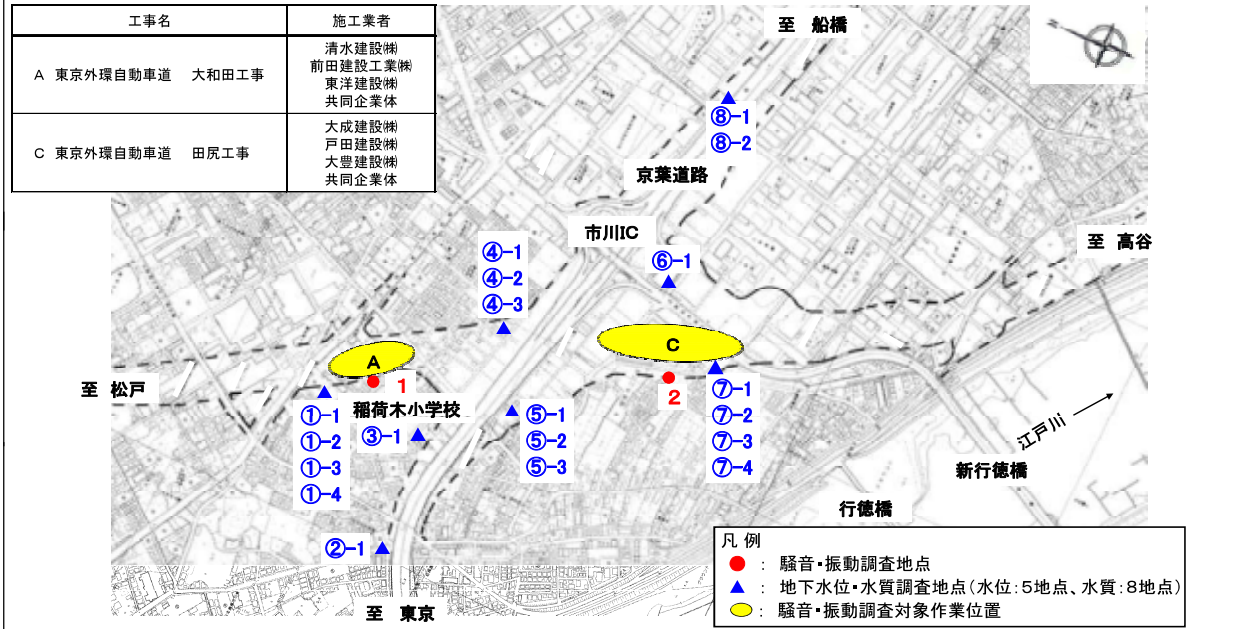 工事名
施工業者
A 東京外環自動車道 大和田工事
清水建設㈱
前田建設工業㈱
東洋建設㈱
共同企業体
C 東京外環自動車道 田尻工事
大成建設㈱
戸田建設㈱
大豊建設㈱
共同企業体
至 船橋
N
⑧-1
⑧-2
京葉道路
市川IC
至 高谷
④-1
④-2
④-3
⑥-1
A
C
至 松戸
1
2
稲荷木小学校
①-1
①-2
①-3
①-4
③-1
⑤-1
⑤-2
⑤-3
⑦-1
⑦-2
⑦-3
⑦-4
江戸川
新行徳橋
行徳橋
②-1
至 東京
凡 例
: 騒音・振動調査地点
: 地下水位・水質調査地点(水位:5地点、水質:8地点)
: 騒音・振動調査対象作業位置